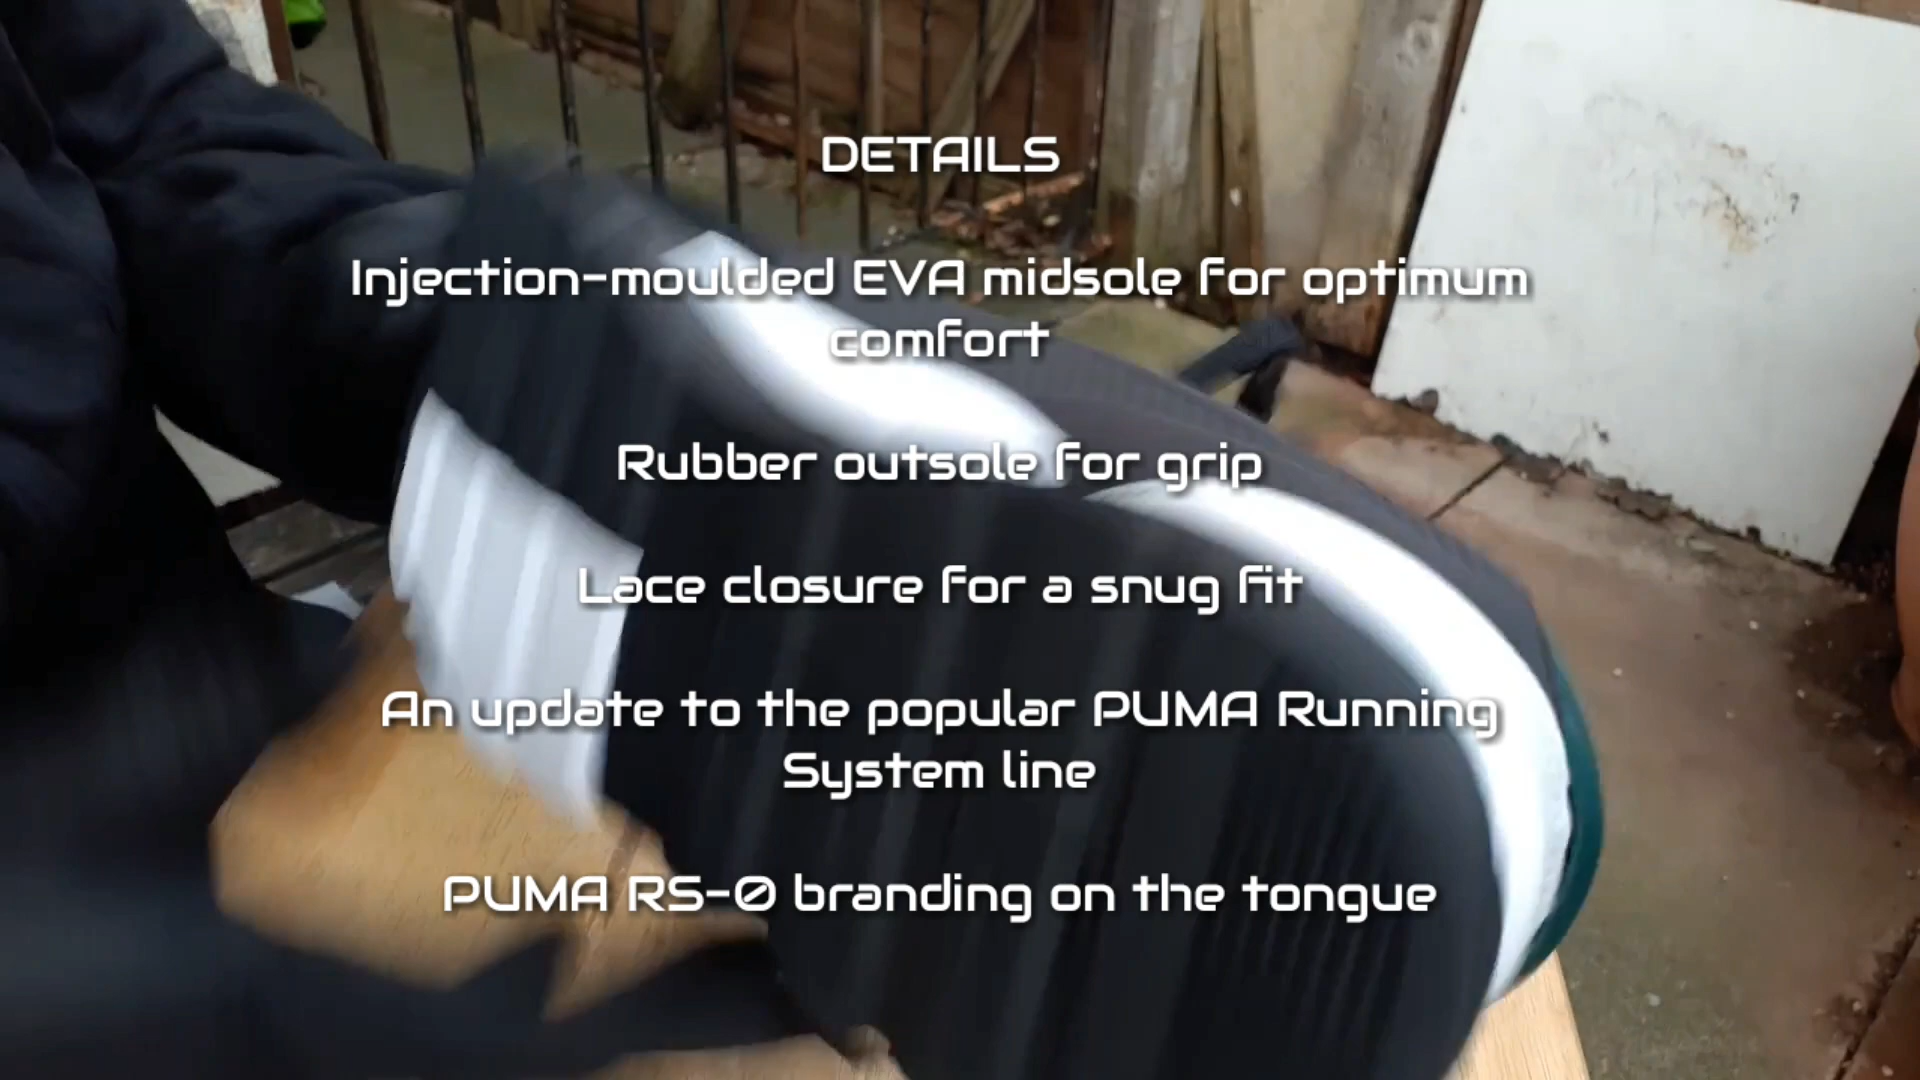 DETAILS
Injection-moulded EVA midsole for optimum
comfort
Rubber outsole for grip
Lace closure for a snug fit
An update to the popular PUMA Running
System line
PUMA RS-0 branding on the tongue